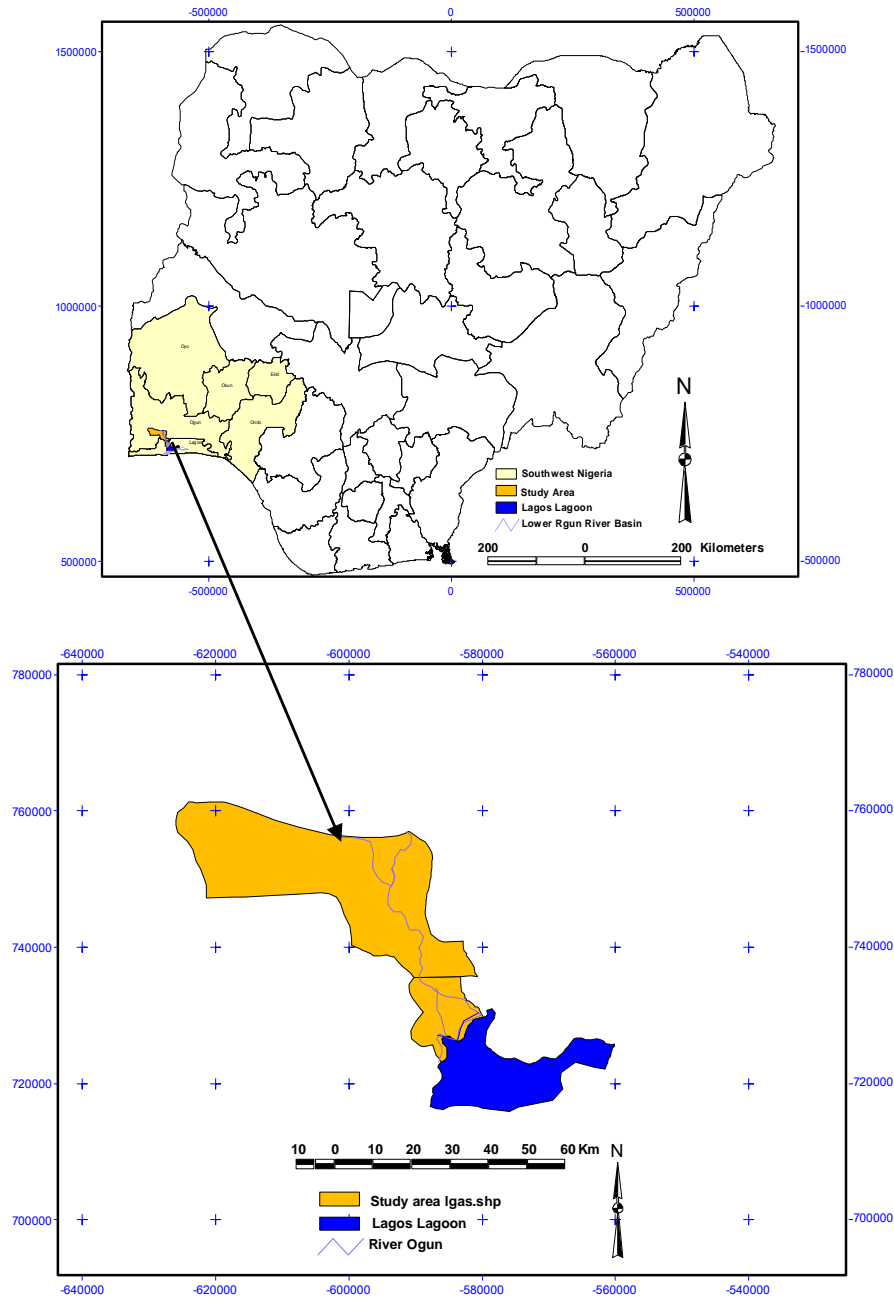 -500000 0 500000
1500000 -1500000
1000000 -1000000
Oyo
Ekiti
Osun
Ogun
Ondo
Lagos
N
Southwest Nigeria
Study Area
Lagos Lagoon
Lower Rgun River Basin
200 0 200 Kilometers
500000 -500000
-500000 0 500000
-640000 -620000 -600000 -580000 -560000 -540000
780000 -780000
760000 -760000
740000 -740000
720000 -720000
10 0 10 20 30 40 50 60 Km
N
Study area lgas.shp
Lagos Lagoon
River Ogun
700000 -700000
-640000 -620000 -600000 -580000 -560000 -540000